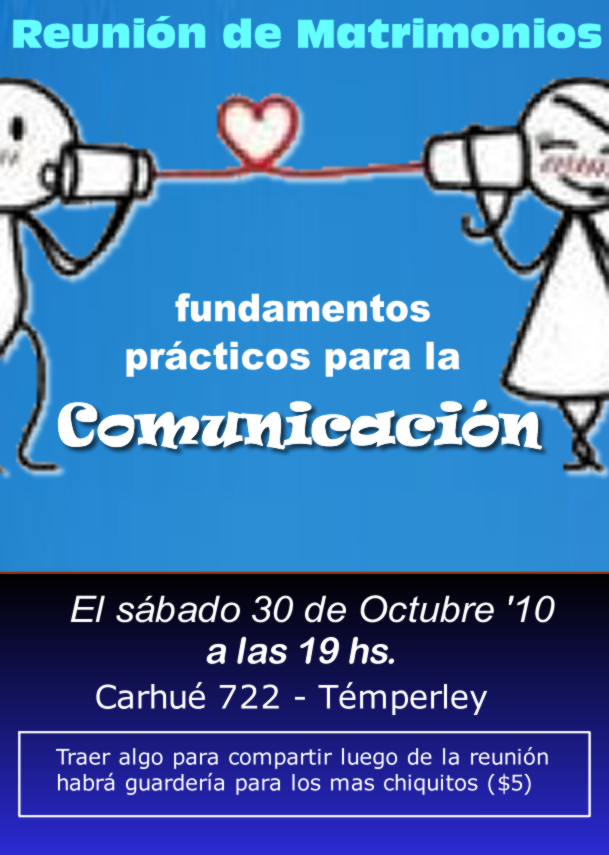 Reunión de Matrimonios
fundamentos
prácticos para la
Comunicación
El sábado 30 de Octubre '10
a las 19 hs.
Carhué 722 - Témperley
Traer algo para compartir luego de la reunión
habrá guardería para los mas chiquitos ($5)